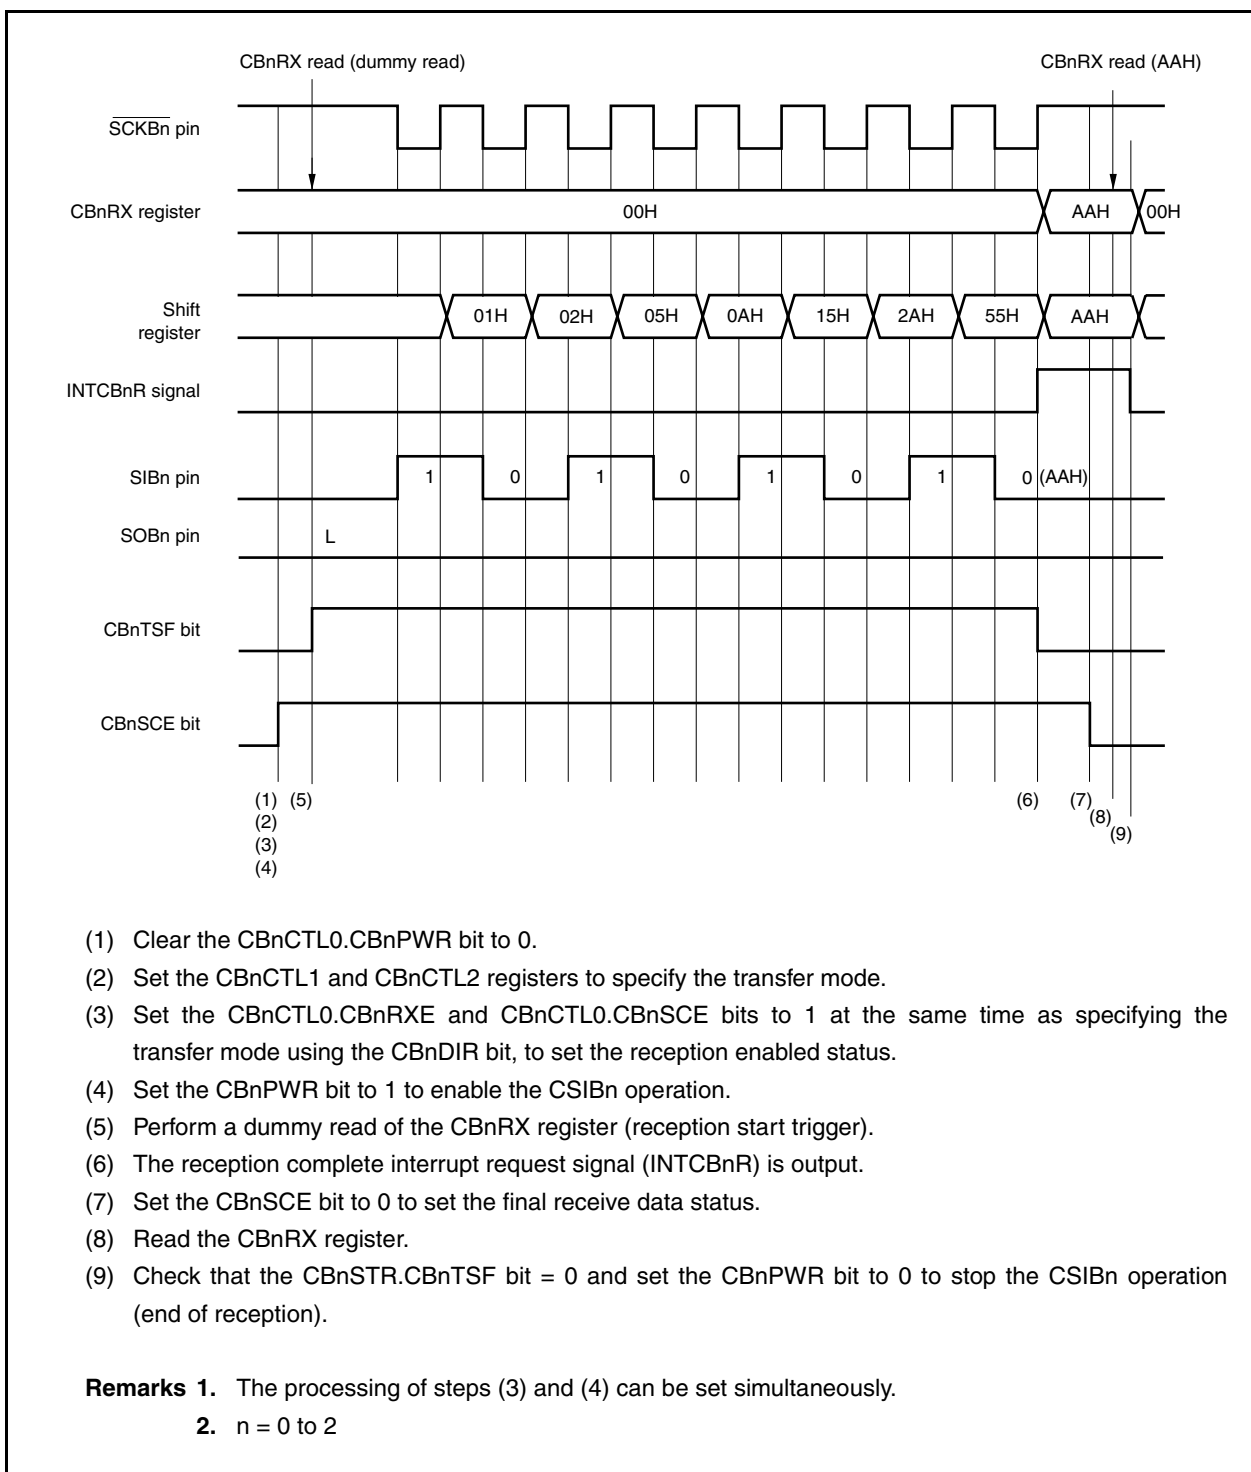 CBnRX read (dummy read)
CBnRX read (AAH)
SCKBn pin
CBnRX register
00H
AAH
00H
Shift
register
01H
02H
05H
0AH
15H
2AH
55H
AAH
INTCBnR signal
SIBn pin
1
0
1
0
1
0
1
0 (AAH)
SOBn pin
L
CBnTSF bit
CBnSCE bit
(1)
(5)
(6)
(7)
(2)
(8)
(3)
(9)
(4)
(1) Clear the CBnCTL0.CBnPWR bit to 0.
(2) Set the CBnCTL1 and CBnCTL2 registers to specify the transfer mode.
(3) Set the CBnCTL0.CBnRXE and CBnCTL0.CBnSCE bits to 1 at the same time as specifying the
transfer mode using the CBnDIR bit, to set the reception enabled status.
(4) Set the CBnPWR bit to 1 to enable the CSIBn operation.
(5) Perform a dummy read of the CBnRX register (reception start trigger).
(6) The reception complete interrupt request signal (INTCBnR) is output.
(7) Set the CBnSCE bit to 0 to set the final receive data status.
(8) Read the CBnRX register.
(9) Check that the CBnSTR.CBnTSF bit = 0 and set the CBnPWR bit to 0 to stop the CSIBn operation
(end of reception).
Remarks 1. The processing of steps (3) and (4) can be set simultaneously.
2. n = 0 to 2